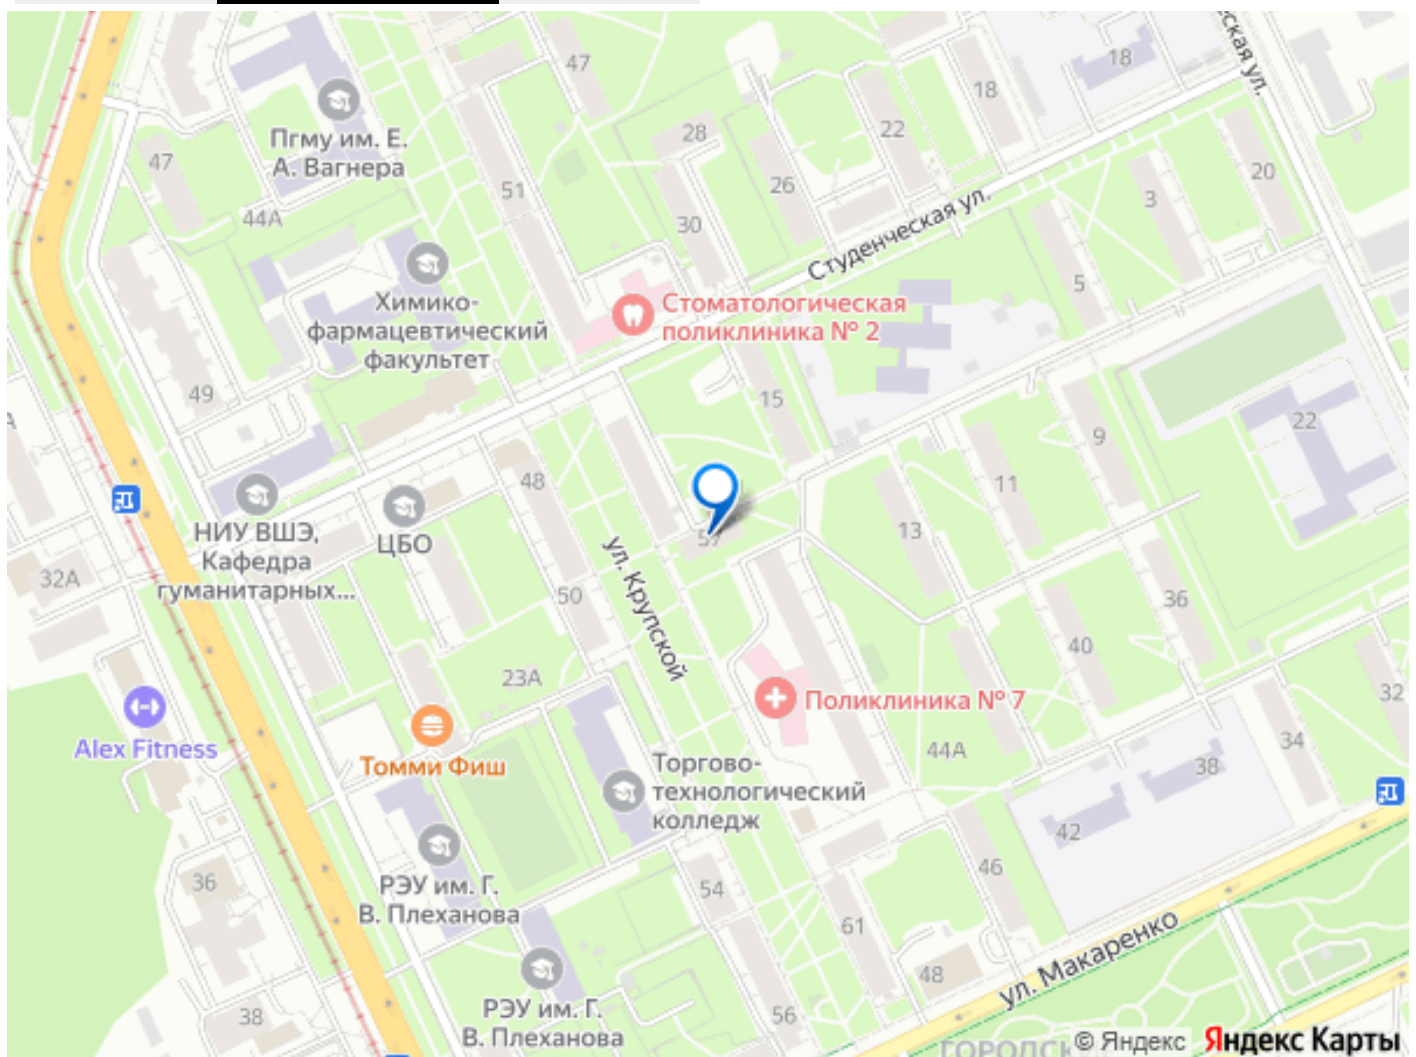 47
18
ская ул.
18
Пгму им. Е.
А. Вагнера
47
28
22
26
20
3
51
44А
30
Студенческая ул.
5
Химико-
фармацевтический
факультет
Стоматологическая
поликлиника № 2
49
15
9
22
48
11
НИУ ВШЭ,
Кафедра
гуманитарных...
ЦБО
57
13
32А
50
ул. Крупской
36
40
23А
Поликлиника № 7
32
Alex Fitness
Томми Фиш
44А
34
38
Торгово-
технологический
колледж
42
36
РЭУ им. Г.
В. Плеханова
54
46
61
48
ул. Макаренко
38
РЭУ им. Г.
В. Плеханова
56
ГОРОДСК
© Яндекс Яндекс Карты